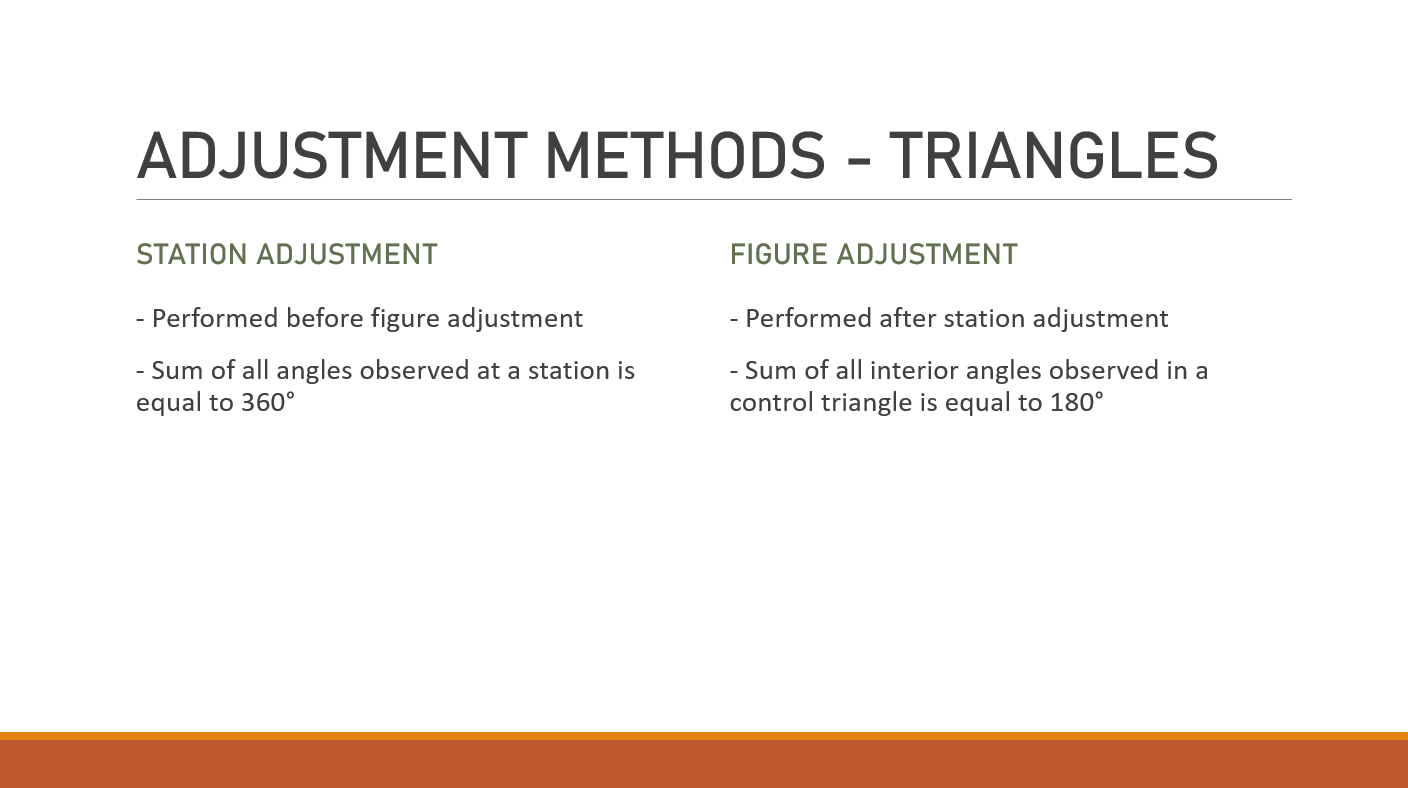 ADJUSTMENT METHODS - TRIANGLES
STATION ADJUSTMENT
- Performed before figure adjustment
- Sum of all angles observed at a station is
equal to 360°
FIGURE ADJUSTMENT
- Performed after station adjustment
- Sum of all interior angles observed in a
control triangle is equal to 180°